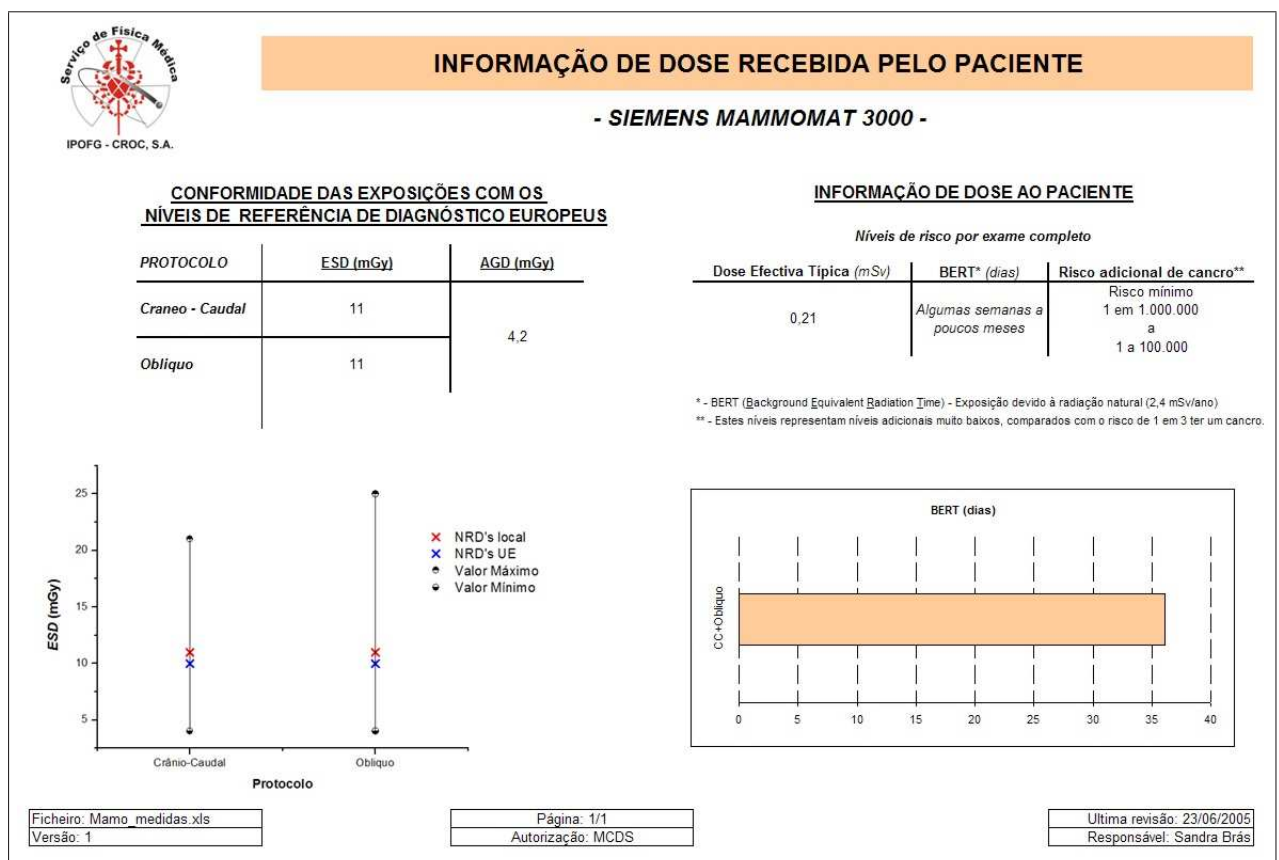 Serviço de Física Médica
IPOFG - CROC, S.A.
INFORMAÇÃO DE DOSE RECEBIDA PELO PACIENTE
- SIEMENS MAMMOMAT 3000 -
CONFORMIDADE DAS EXPOSIÇÕES COM OS
NÍVEIS DE REFERÊNCIA DE DIAGNÓSTICO EUROPEUS
PROTOCOLO ESD (mGy) AGD (mGy)
Craneo - Caudal 11
4,2
Obliquo 11
INFORMAÇÃO DE DOSE AO PACIENTE
Níveis de risco por exame completo
Dose Efectiva Típica (mSv) BERT* (dias) Risco adicional de cancro**
0,21
Algumas semanas a
poucos meses
Risco mínimo
1 em 1.000.000
a
1 a 100.000
* - BERT (Background Equivalent Radiation Time) - Exposição devido à radiação natural (2,4 mSv/ano)
** - Estes níveis representam níveis adicionais muito baixos, comparados com o risco de 1 em 3 ter um cancro.
ESD (mGy)
25
20
15
10
5
Crânio-Caudal Obliquo
Protocolo
NRD's local
NRD's UE
Valor Máximo
Valor Mínimo
BERT (dias)
CC+Obliquo
0 5 10 15 20 25 30 35 40
Ficheiro: Mamo_medidas.xls
Versão: 1
Página: 1/1
Autorização: MCDS
Ultima revisão: 23/06/2005
Responsável: Sandra Brás